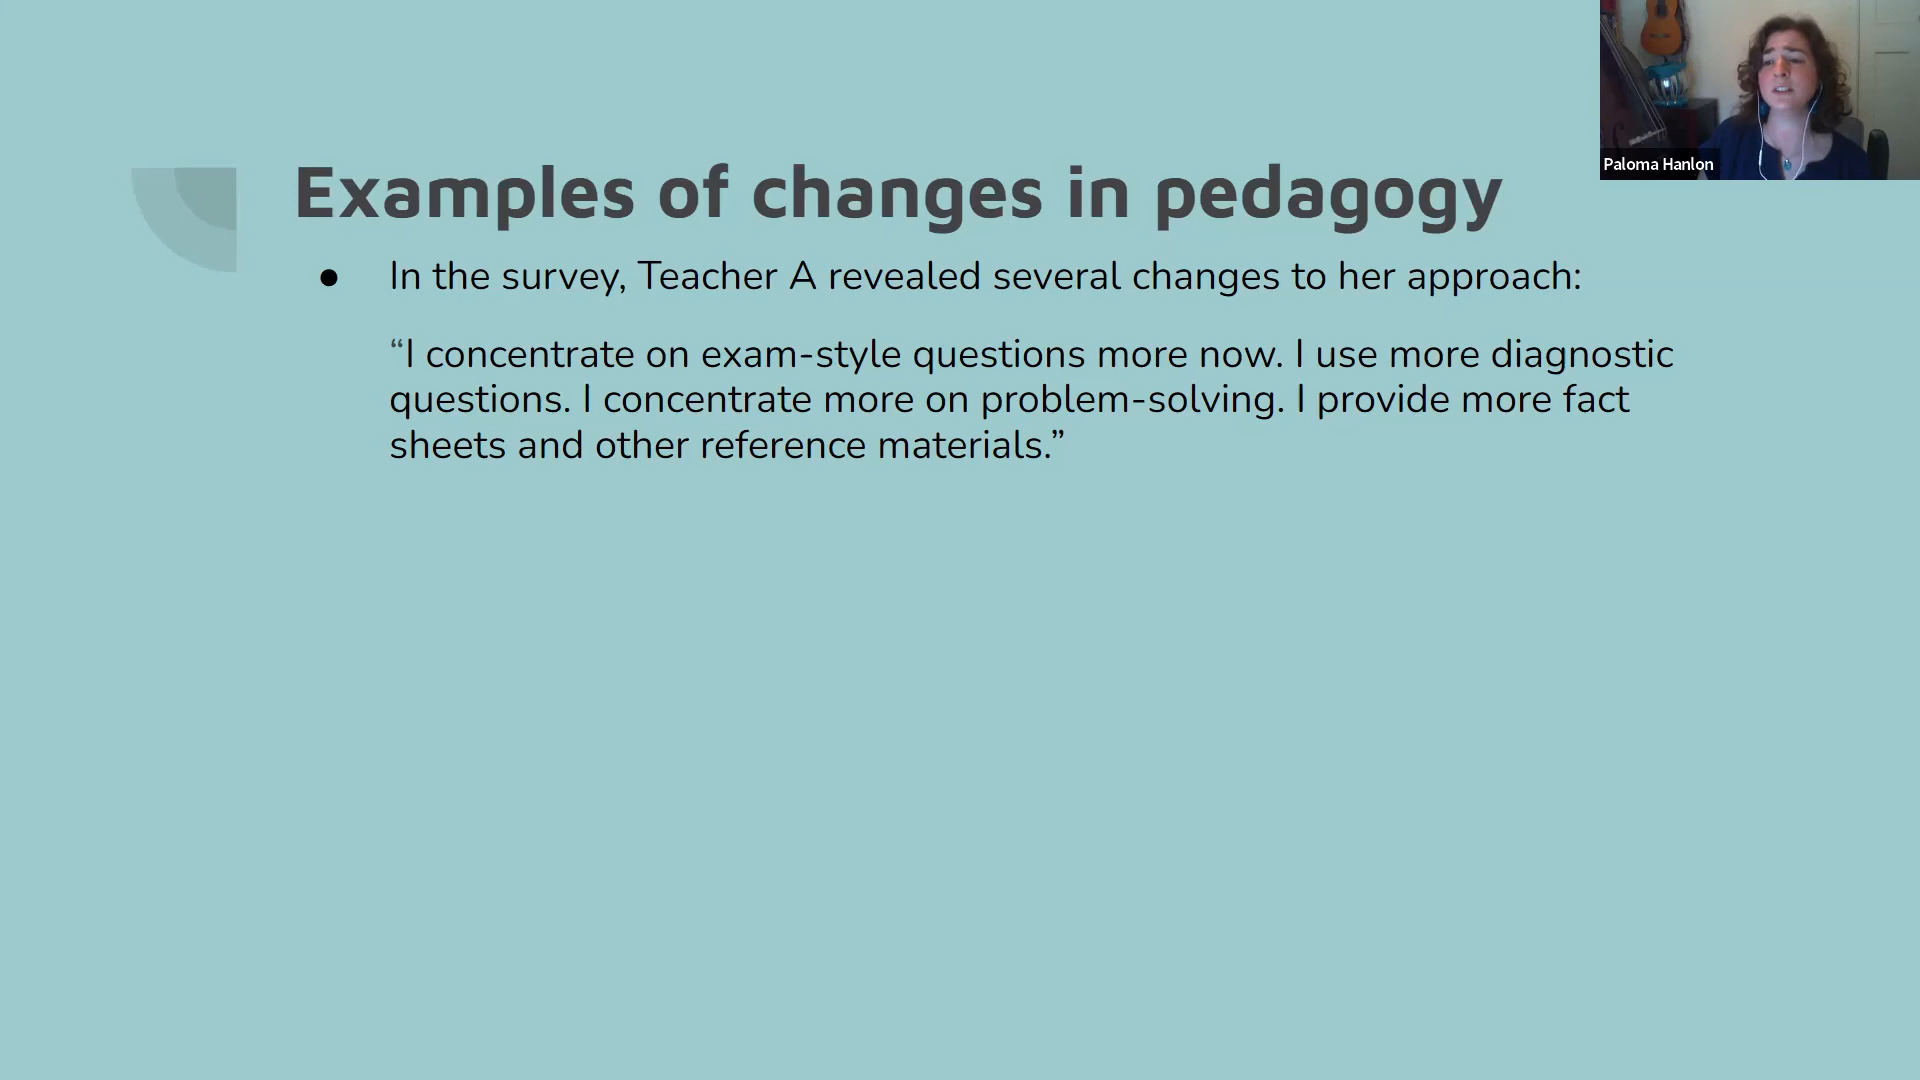 Paloma Hanlon
Examples of changes in pedagogy
● In the survey, Teacher A revealed several changes to her approach:
“I concentrate on exam-style questions more now. I use more diagnostic
questions. I concentrate more on problem-solving. I provide more fact
sheets and other reference materials.”